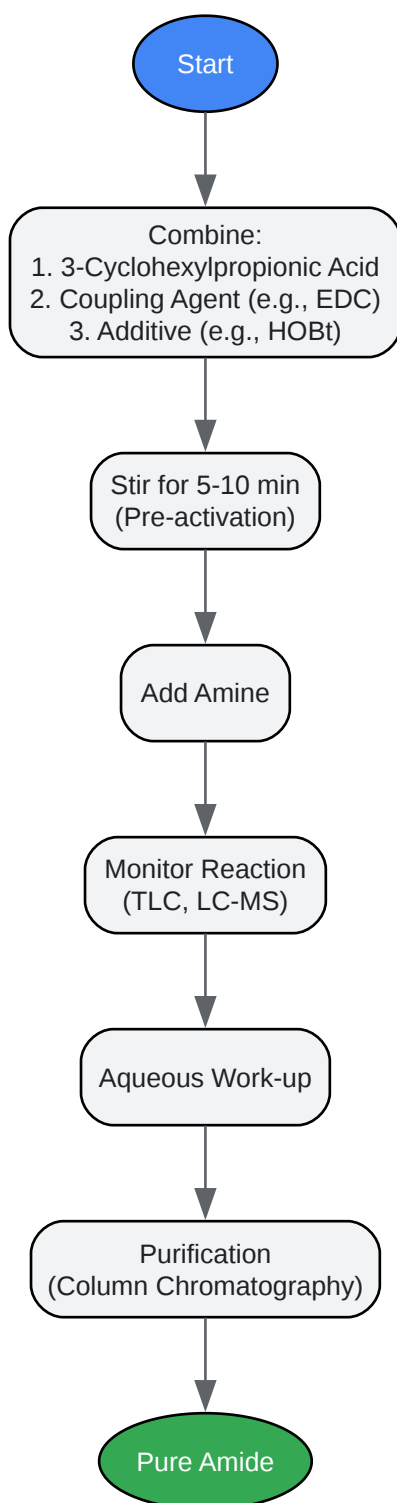 Start
Combine:
1. 3-Cyclohexylpropionic Acid
2. Coupling Agent (e.g., EDC)
3. Additive (e.g., HOBt)
Stir for 5-10 min
(Pre-activation)
Add Amine
Monitor Reaction
(TLC, LC-MS)
Aqueous Work-up
Purification
(Column Chromatography)
Pure Amide